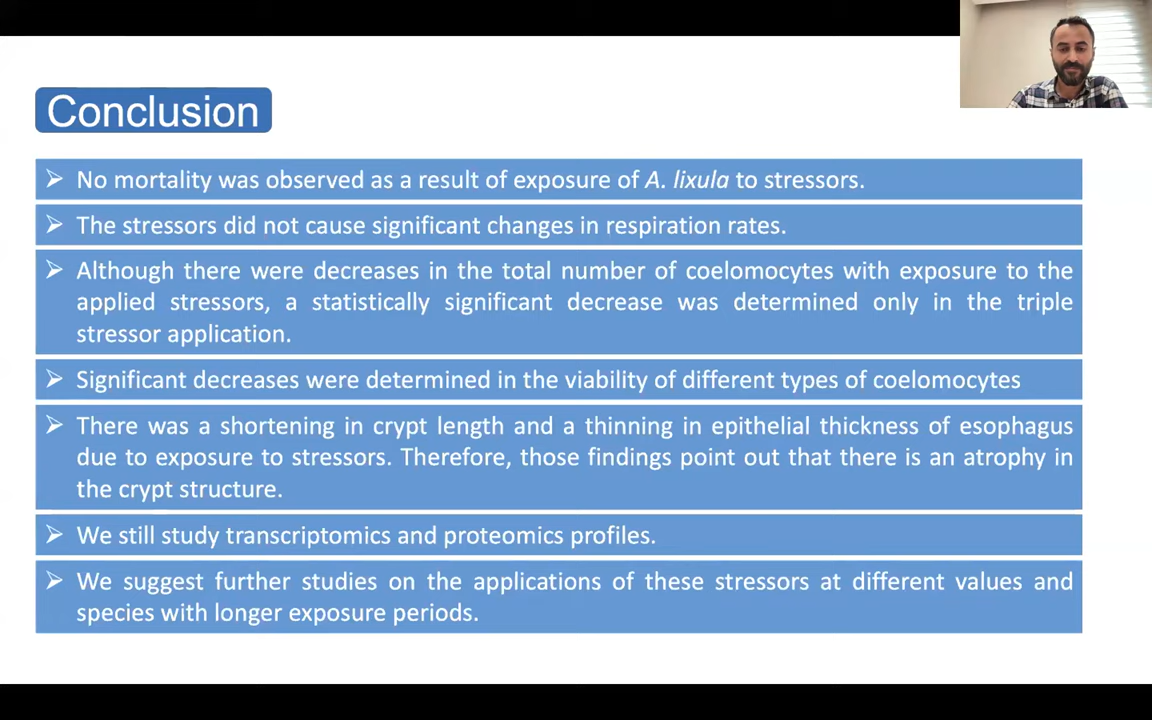 Conclusion
No mortality was observed as a result of exposure of A. lixula to stressors.
The stressors did not cause significant changes in respiration rates.
Although there were decreases in the total number of coelomocytes with exposure to the
applied stressors, a statistically significant decrease was determined only in the triple
stressor application.
Significant decreases were determined in the viability of different types of coelomocytes
There was a shortening in crypt length and a thinning in epithelial thickness of esophagus
due to exposure to stressors. Therefore, those findings point out that there is an atrophy in
the crypt structure.
We still study transcriptomics and proteomics profiles.
We suggest further studies on the applications of these stressors at different values and
species with longer exposure periods.